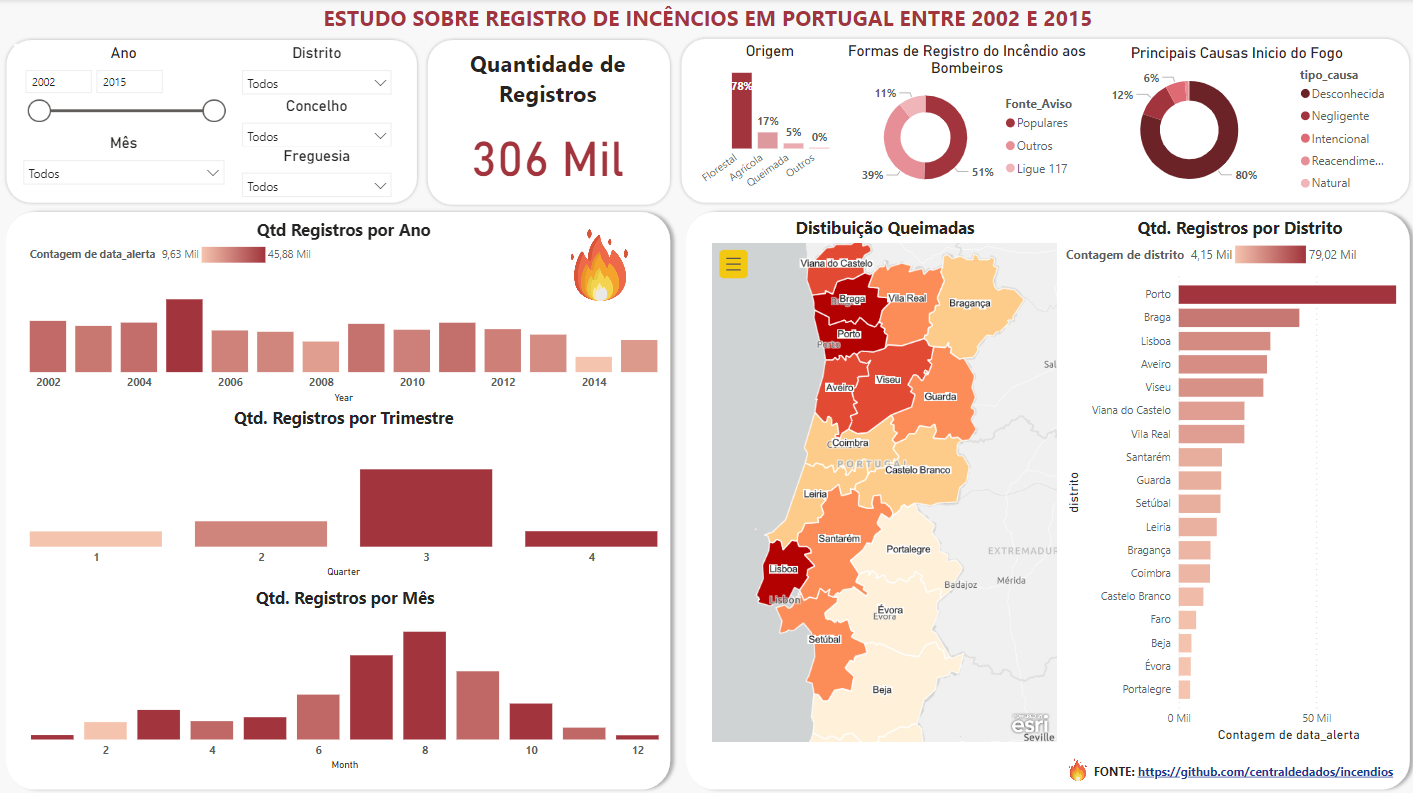 ESTUDO SOBRE REGISTRO DE INCÊNCIOS EM PORTUGAL ENTRE 2002 E 2015
Ano
2002
2015
Mês
Todos
Distrito
Todos
Concelho
Todos
Freguesia
Todos
Quantidade de
Registros
306 Mil
Origem
78%
17%
5%
0%
Florestal
Agrícola
Queimada
Outros
Formas de Registro do Incêndio aos
Bombeiros
11%
39%
51%
Fonte_Aviso
Populares
Outros
Ligue 117
Principais Causas Inicio do Fogo
6%
12%
80%
tipo_causa
Desconhecida
Negligente
Intencional
Reacendime...
Natural
Qtd Registros por Ano
Contagem de data_alerta 9,63 Mil 45,88 Mil
2002 2004 2006 2008 2010 2012 2014
Year
Qtd. Registros por Trimestre
1 2 3 4
Quarter
Qtd. Registros por Mês
2 4 6 8 10 12
Month
Distibuição Queimadas
Viana do Castelo
Braga
Vila Real
Bragança
Porto
Porto
Sal
Aveiro
Viseu
Guarda
Coimbra
PORTUGAL
Castelo Branco
Leiria
Santarém
Portalegre
EXTREMADUR
Lisboa
Lisbon
Badajoz
Mérida
Évora
Évora
Setúbal
Beja
esri
Seville
Qtd. Registros por Distrito
Contagem de distrito 4,15 Mil 79,02 Mil
distrito
Porto
Braga
Lisboa
Aveiro
Viseu
Viana do Castelo
Vila Real
Santarém
Guarda
Setúbal
Leiria
Bragança
Coimbra
Castelo Branco
Faro
Beja
Évora
Portalegre
0 Mil 50 Mil
Contagem de data_alerta
FONTE: https://github.com/centraldedados/incendios